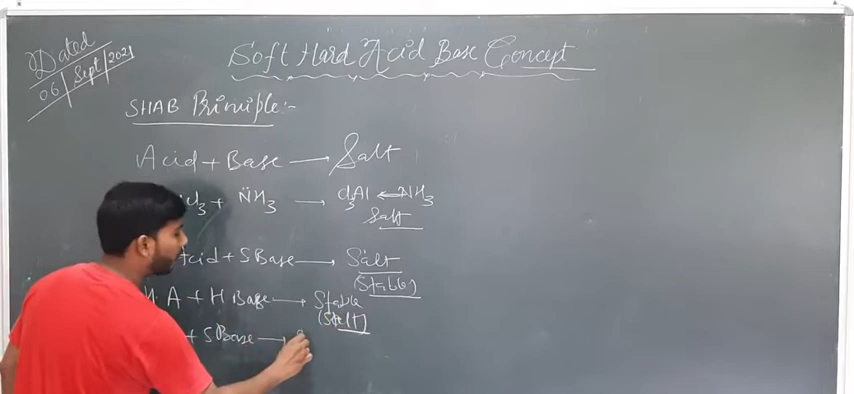 Dated
06 | Sept | 2021
Soft Hard Acid Base Concept
SHAB Principle:-
Acid + Base → Salt
Cl3 + N̈H3 → Cl3Al ← NH3
Salt
Acid + S Base → Salt
(Stable)
H.A + H Base → Stable
(Salt)
+ S Base →